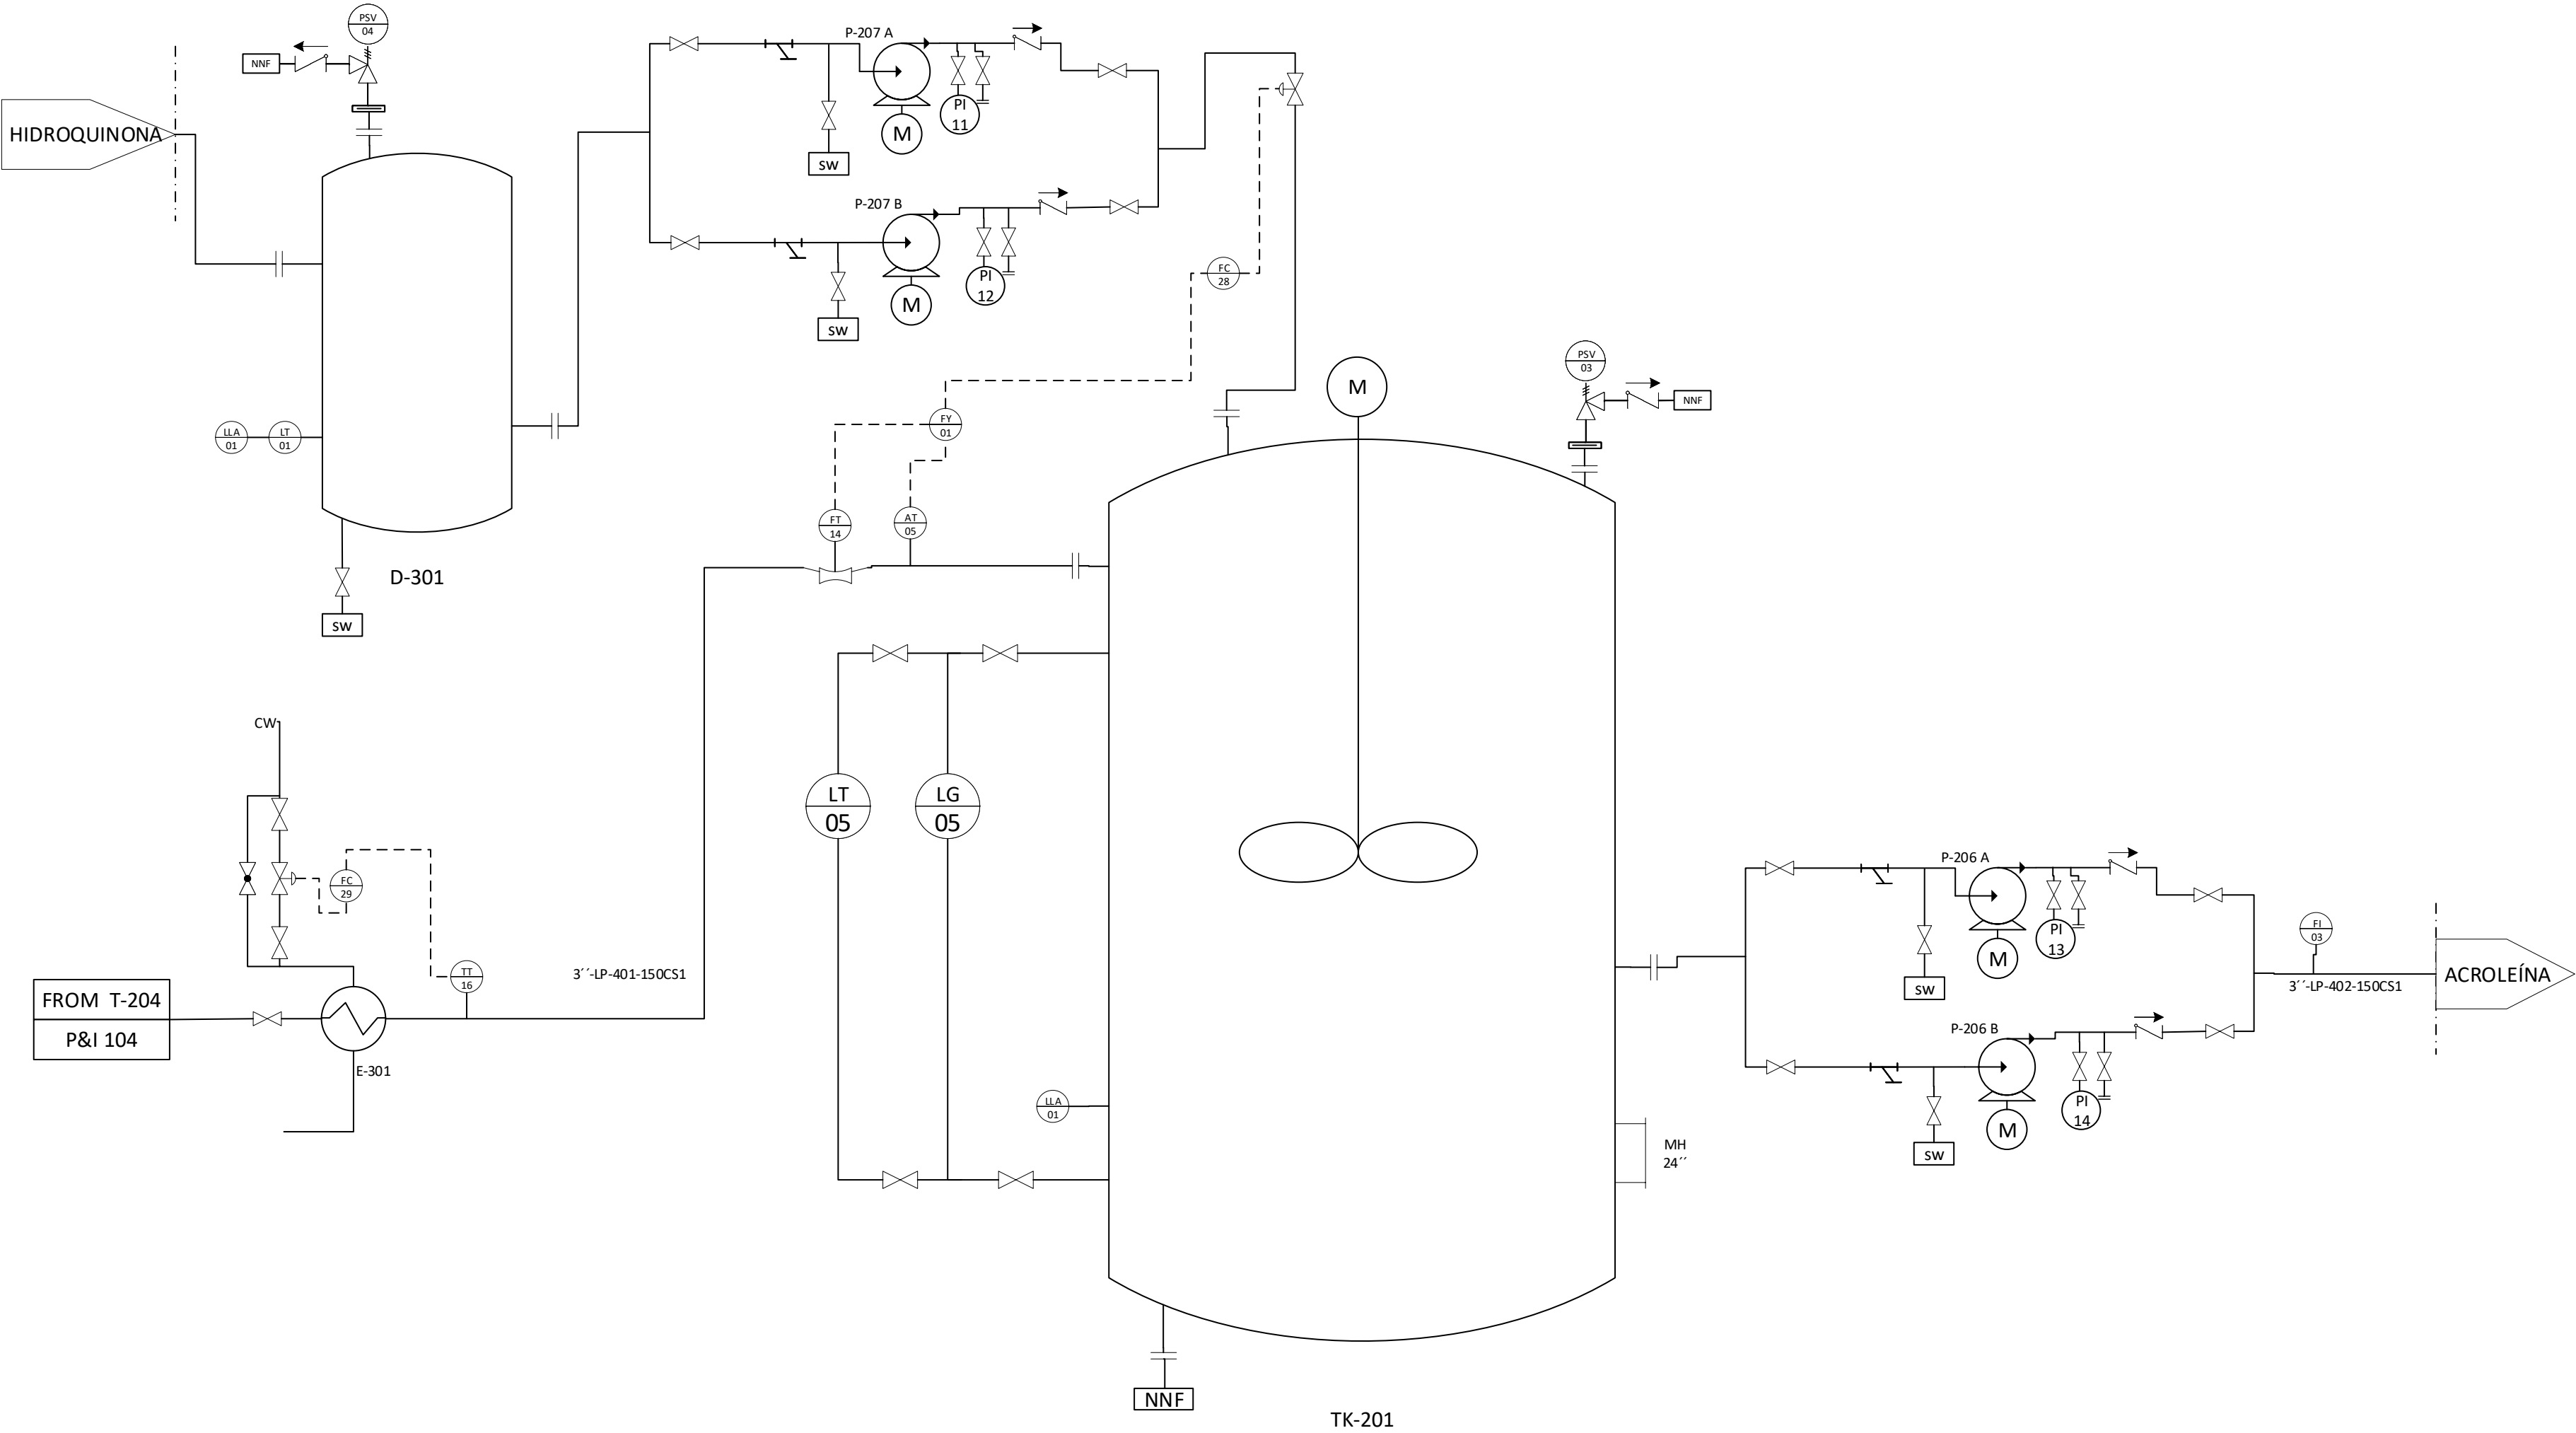 PSV
04
NNF
HIDROQUINONA
P-207 A
PI
11
M
SW
P-207 B
PI
12
M
SW
FC
28
PSV
03
NNF
M
LLA
01
LT
01
D-301
SW
FY
01
FT
14
AT
05
CW
FC
29
TT
16
3´´-LP-401-150CS1
FROM T-204
P&I 104
E-301
LT
05
LG
05
LLA
01
MH
24´´
P-206 A
PI
13
M
SW
P-206 B
PI
14
M
SW
FI
03
3´´-LP-402-150CS1
ACROLEÍNA
NNF
TK-201